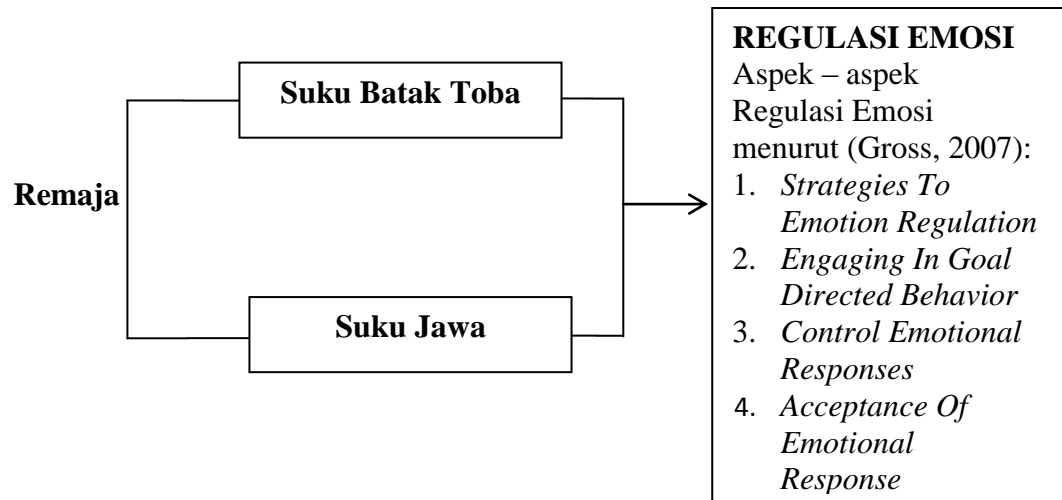 Remaja
Suku Batak Toba
Suku Jawa
REGULASI EMOSI
Aspek – aspek
Regulasi Emosi
menurut (Gross, 2007):
1. Strategies To
Emotion Regulation
2. Engaging In Goal
Directed Behavior
3. Control Emotional
Responses
4. Acceptance Of
Emotional
Response